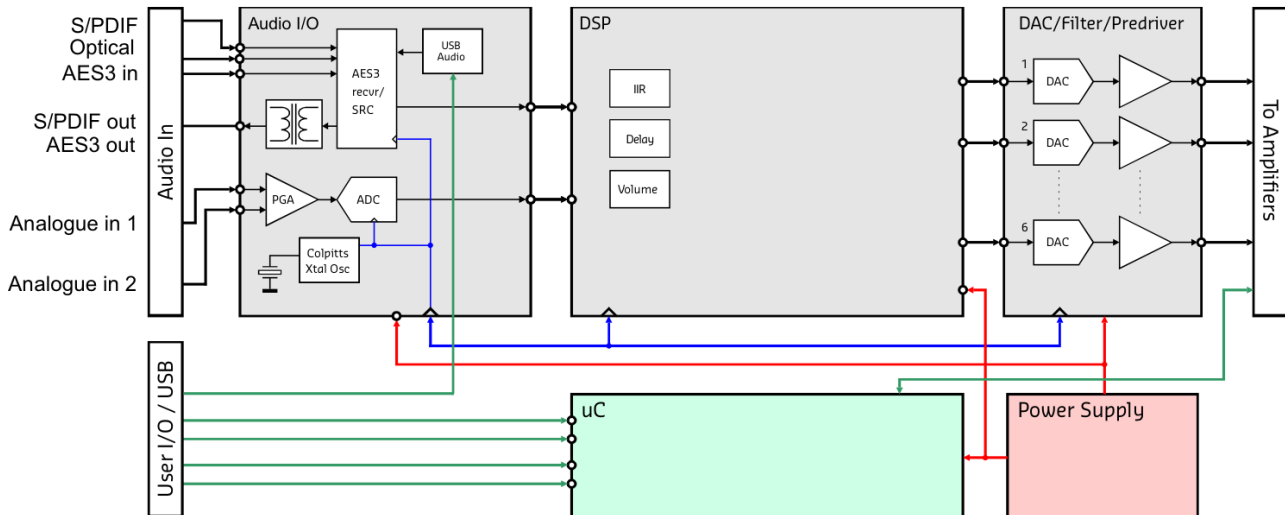 S/PDIF
Optical
AES3 in
S/PDIF out
AES3 out
Analogue in 1
Analogue in 2
Audio In
Audio I/O
AES3
recvr/
SRC
USB
Audio
PGA
ADC
Colpitts
Xtal Osc
DSP
IIR
Delay
Volume
DAC/Filter/Predriver
1
DAC
2
DAC
6
DAC
To Amplifiers
User I/O / USB
uC
Power Supply